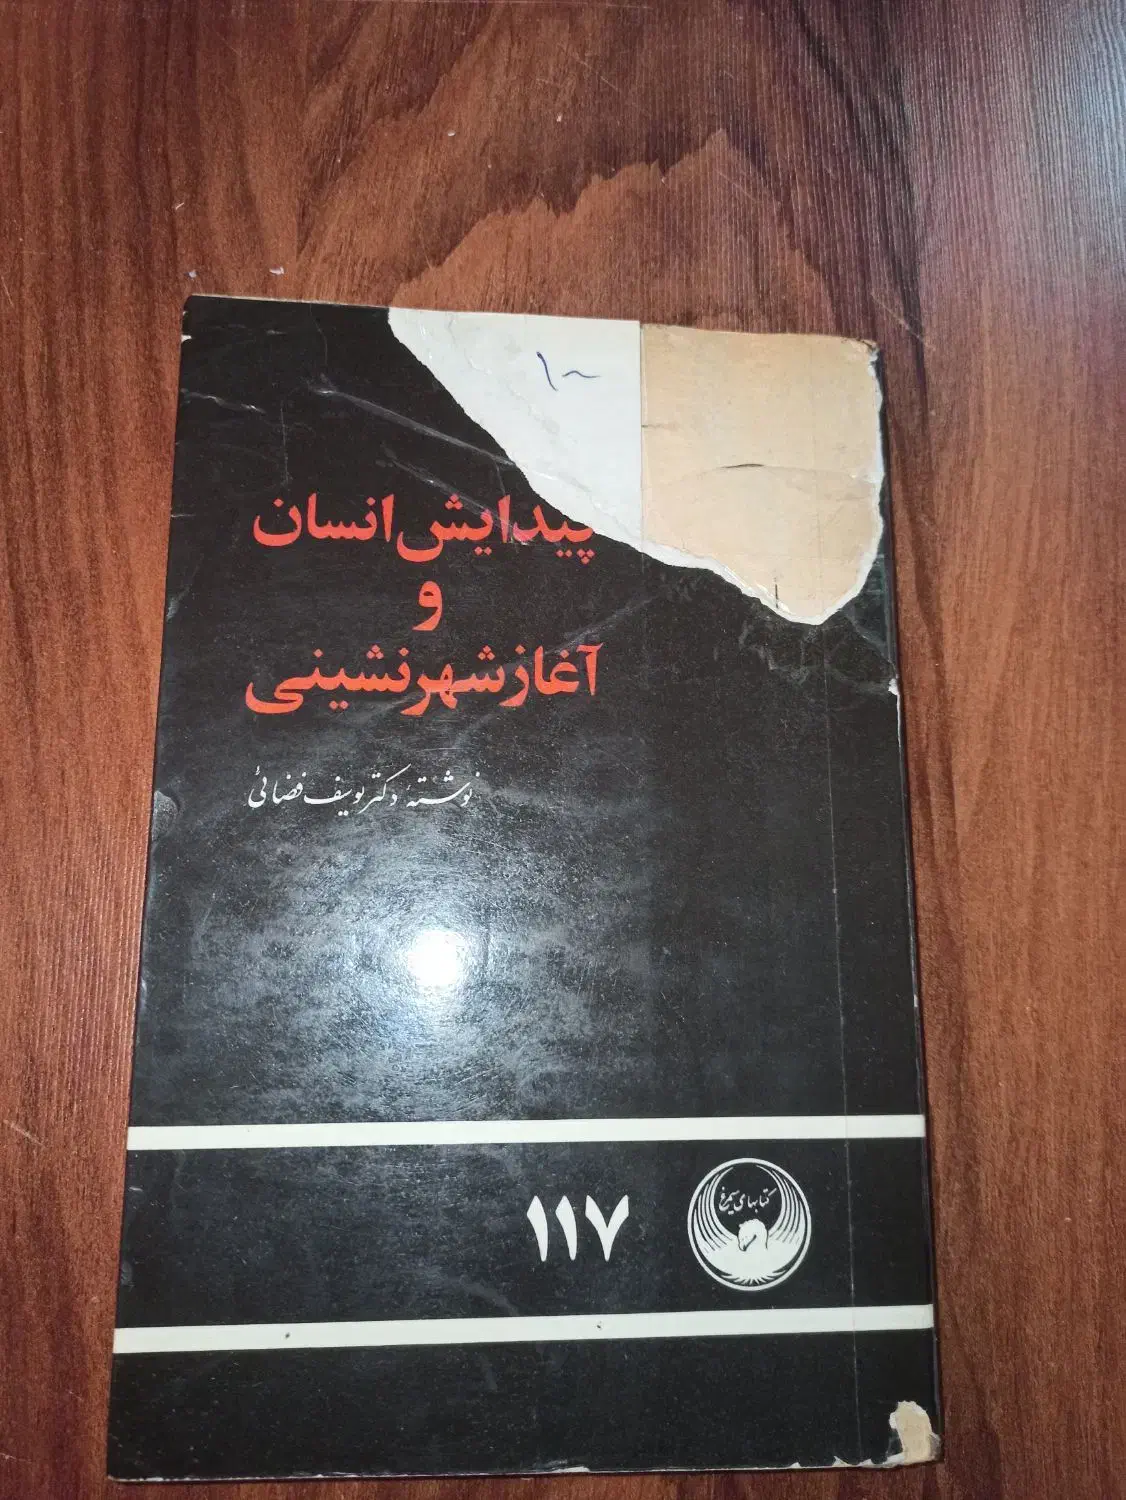 پیدایش انسان
و
آغاز شهرنشینی
نوشتهٔ دکتر یوسف فضائی
۱۱۷
کتابهای سیمرغ